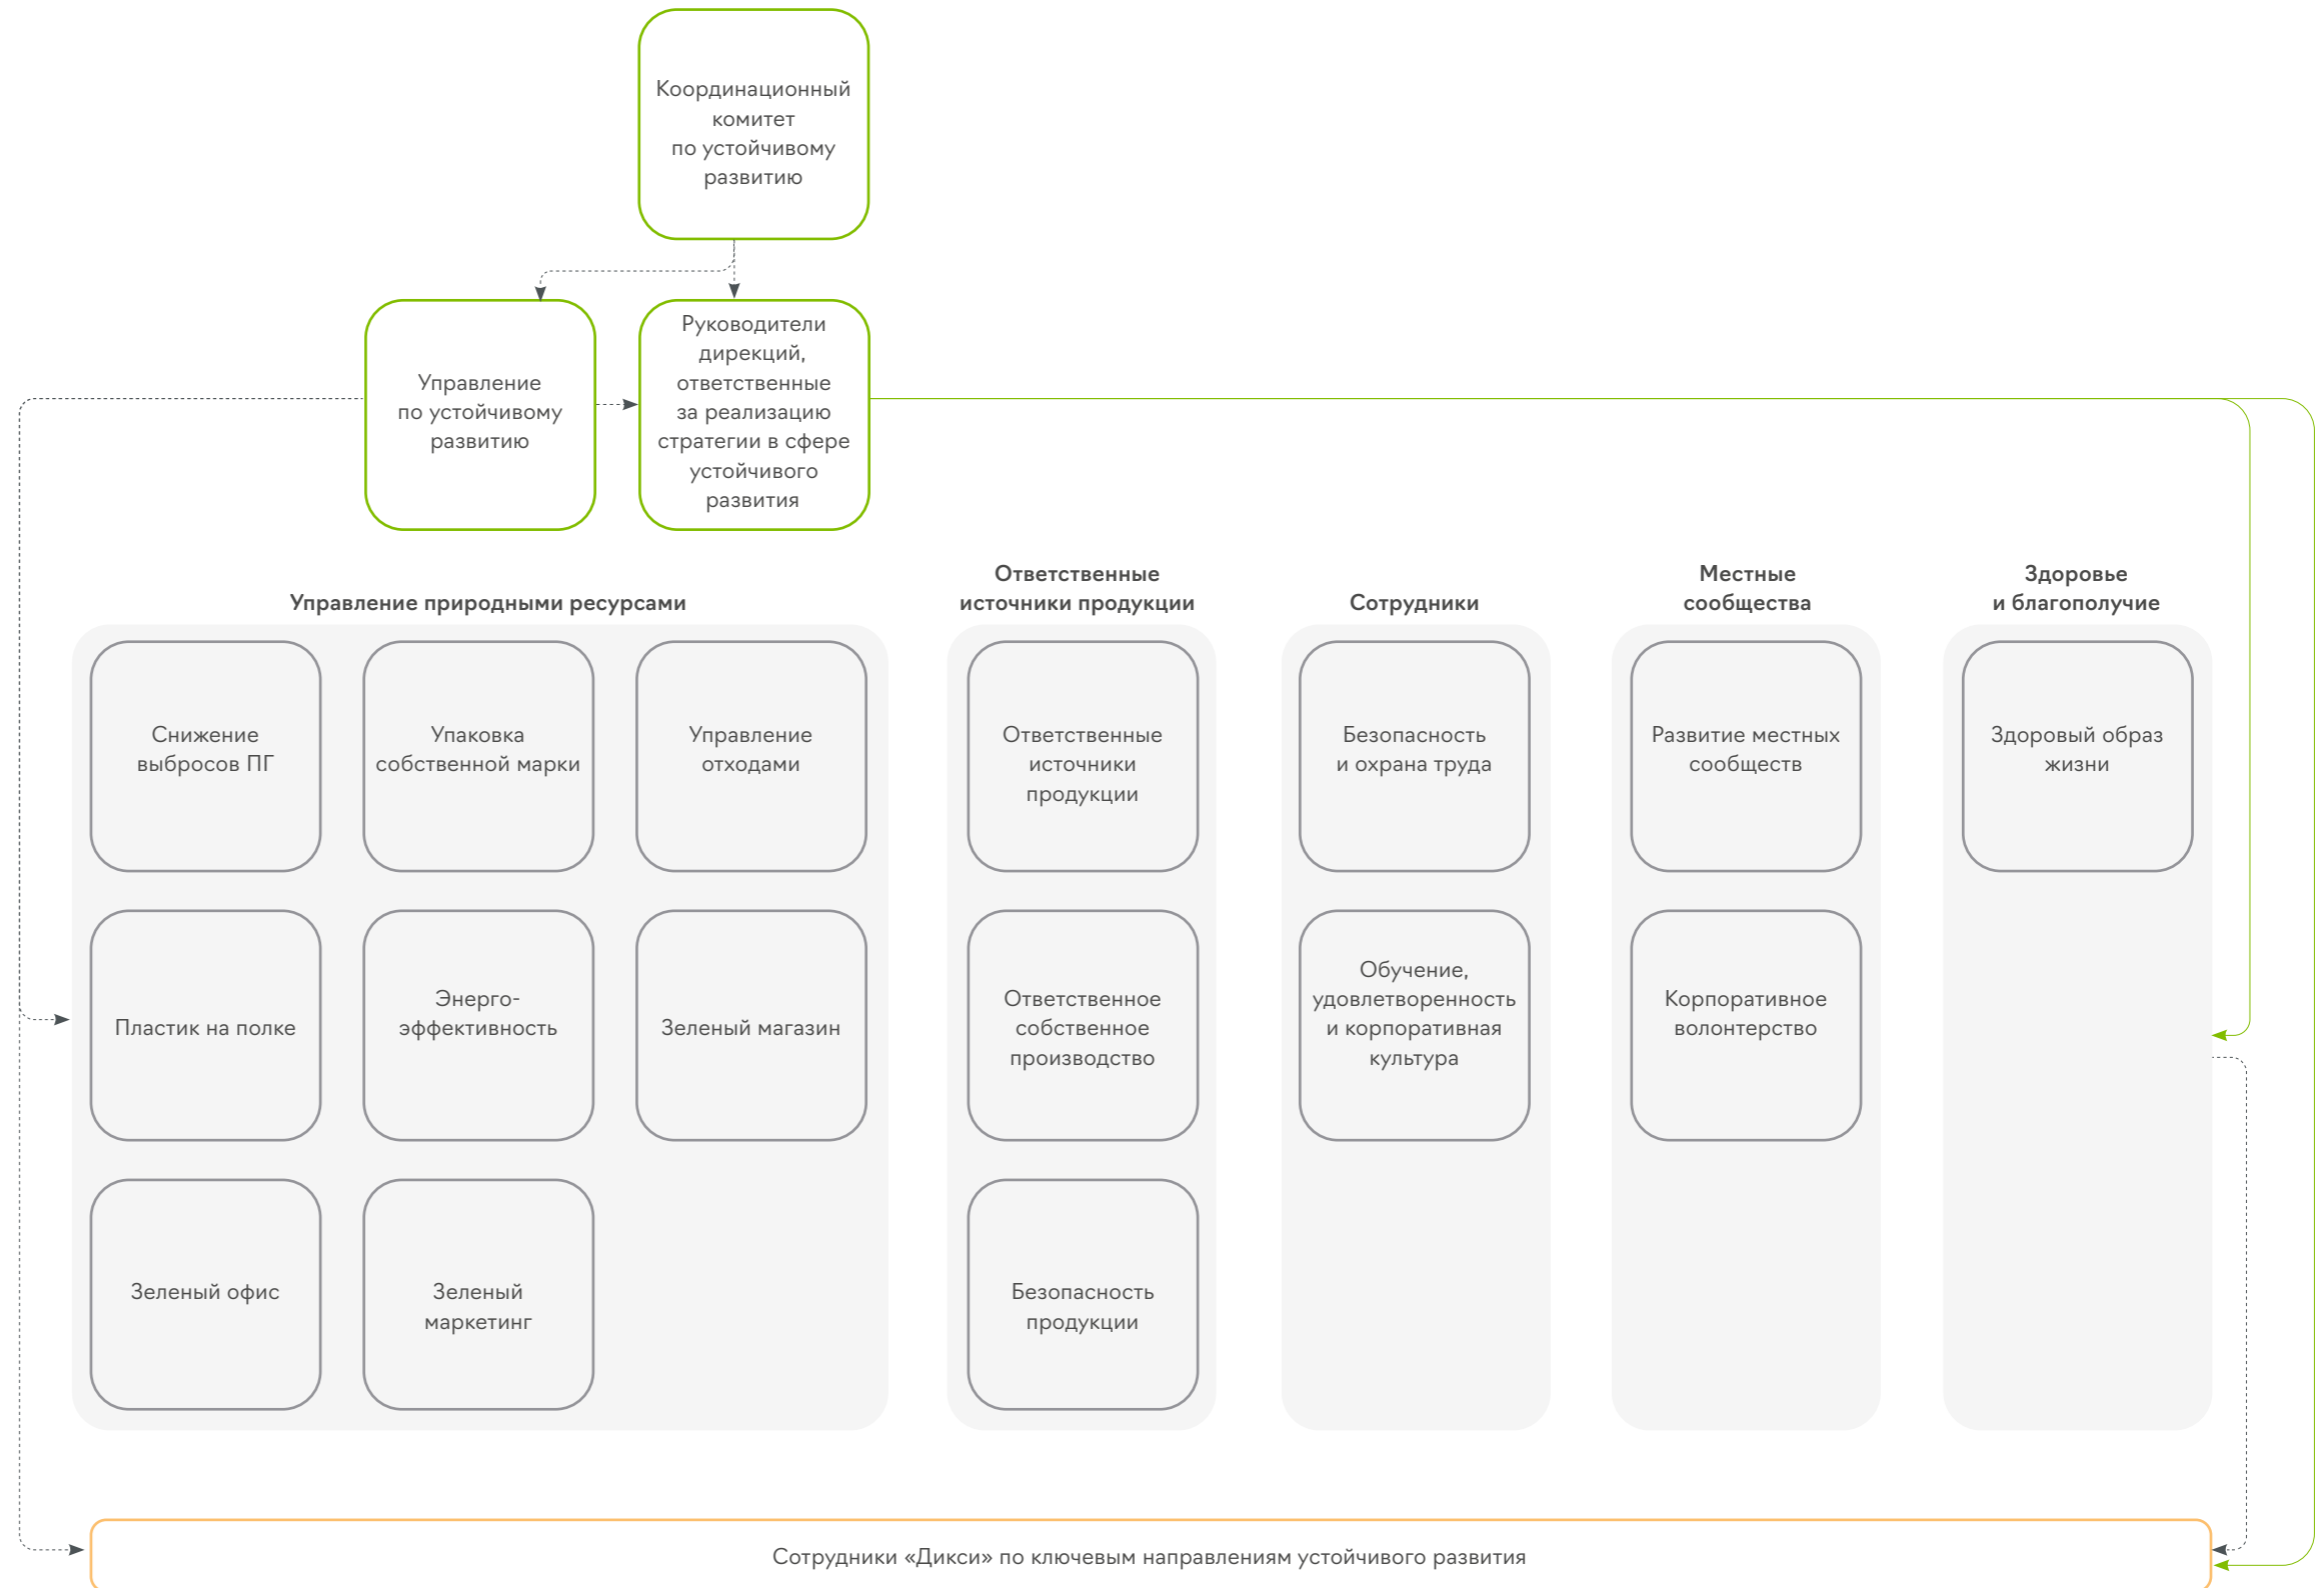 Координационный
комитет
по устойчивому
развитию
Управление
по устойчивому
развитию
Руководители
дирекций,
ответственные
за реализацию
стратегии в сфере
устойчивого
развития
Управление природными ресурсами
Ответственные
источники продукции
Сотрудники
Местные
сообщества
Здоровье
и благополучие
Снижение
выбросов ПГ
Упаковка
собственной марки
Управление
отходами
Ответственные
источники
продукции
Безопасность
и охрана труда
Развитие местных
сообществ
Здоровый образ
жизни
Пластик на полке
Энерго-
эффективность
Зеленый магазин
Ответственное
собственное
производство
Обучение,
удовлетворенность
и корпоративная
культура
Корпоративное
волонтерство
Зеленый офис
Зеленый
маркетинг
Безопасность
продукции
Сотрудники «Дикси» по ключевым направлениям устойчивого развития